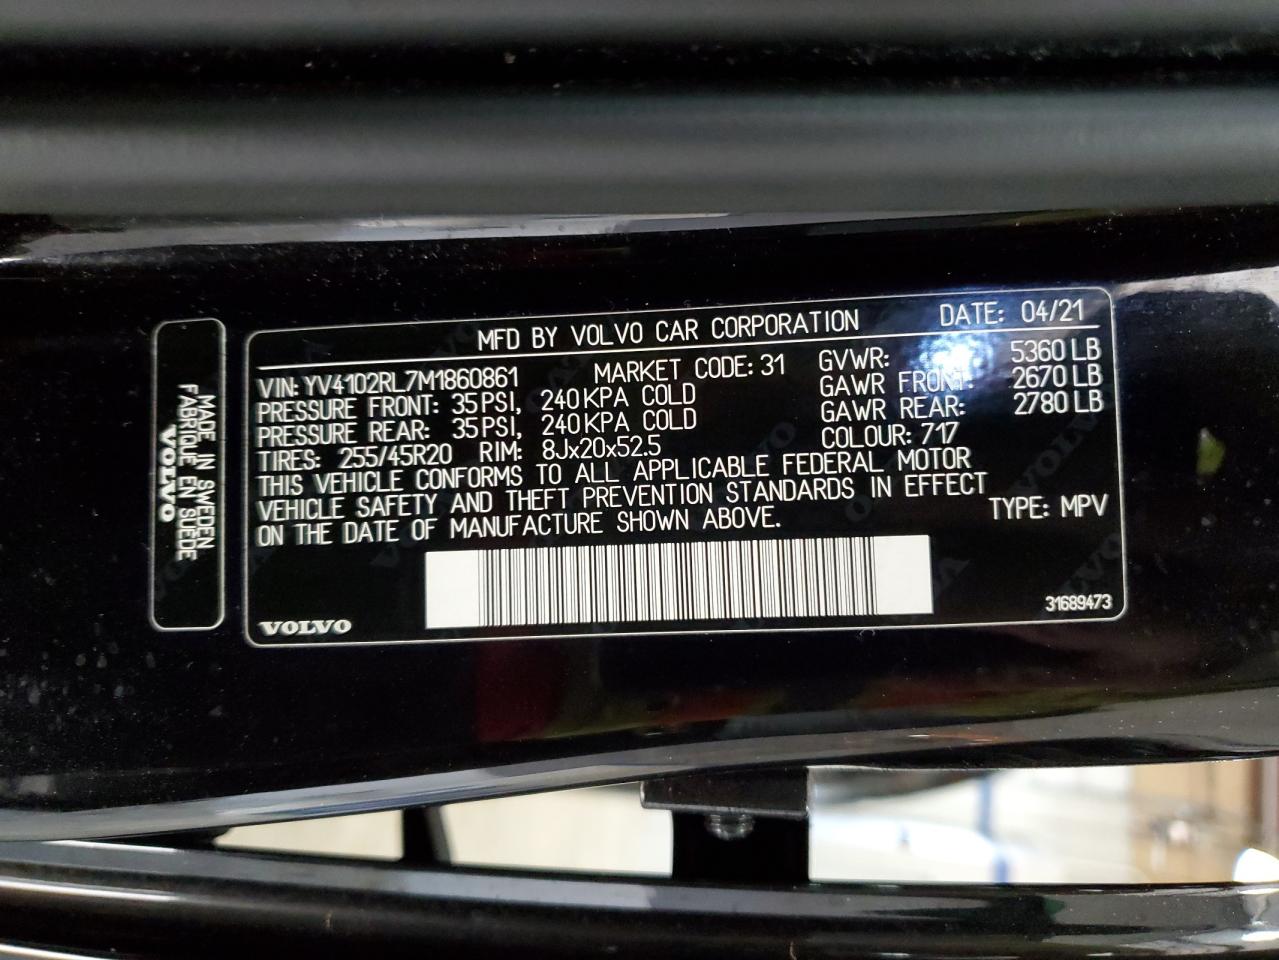 MFD BY VOLVO CAR CORPORATION DATE: 04/21
VIN: YV4102RL7M1860861 MARKET CODE: 31 GVWR: 5360 LB
PRESSURE FRONT: 35 PSI, 240 KPA COLD GAWR FRONT: 2670 LB
PRESSURE REAR: 35 PSI, 240 KPA COLD GAWR REAR: 2780 LB
TIRES: 255/45R20 RIM: 8Jx20x52.5 COLOUR: 717
THIS VEHICLE CONFORMS TO ALL APPLICABLE FEDERAL MOTOR
VEHICLE SAFETY AND THEFT PREVENTION STANDARDS IN EFFECT
ON THE DATE OF MANUFACTURE SHOWN ABOVE. TYPE: MPV
31689473
VOLVO
MADE IN SWEDEN
FABRIQUE EN SUEDE
VOLVO